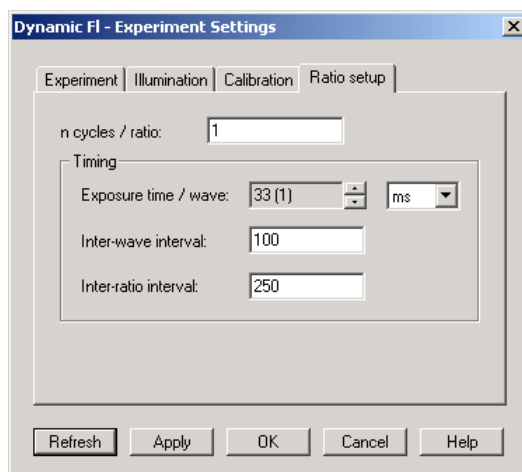 Dynamic Fl - Experiment Settings
Experiment Illumination Calibration Ratio setup
n cycles / ratio: 1
Timing
Exposure time / wave: 33 (1) ms
Inter-wave interval: 100
Inter-ratio interval: 250
Refresh Apply OK Cancel Help